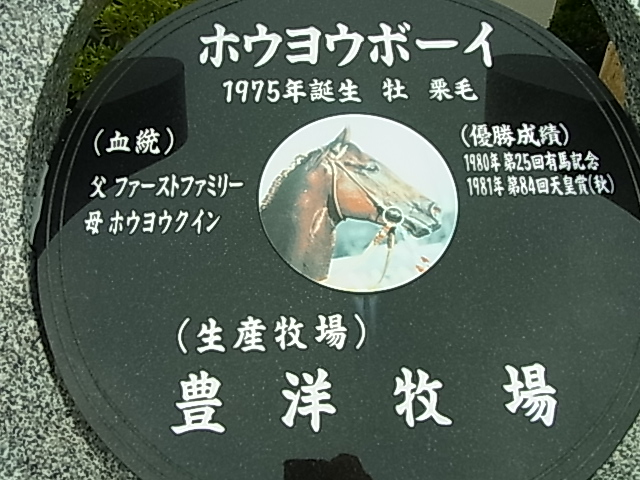 ホウヨウボーイ
1975年誕生 牡 栗毛
(血統)
父 ファーストファミリー
母 ホウヨウクイン
(優勝成績)
1980年 第25回有馬記念
1981年 第84回天皇賞(秋)
(生産牧場)
豊洋牧場